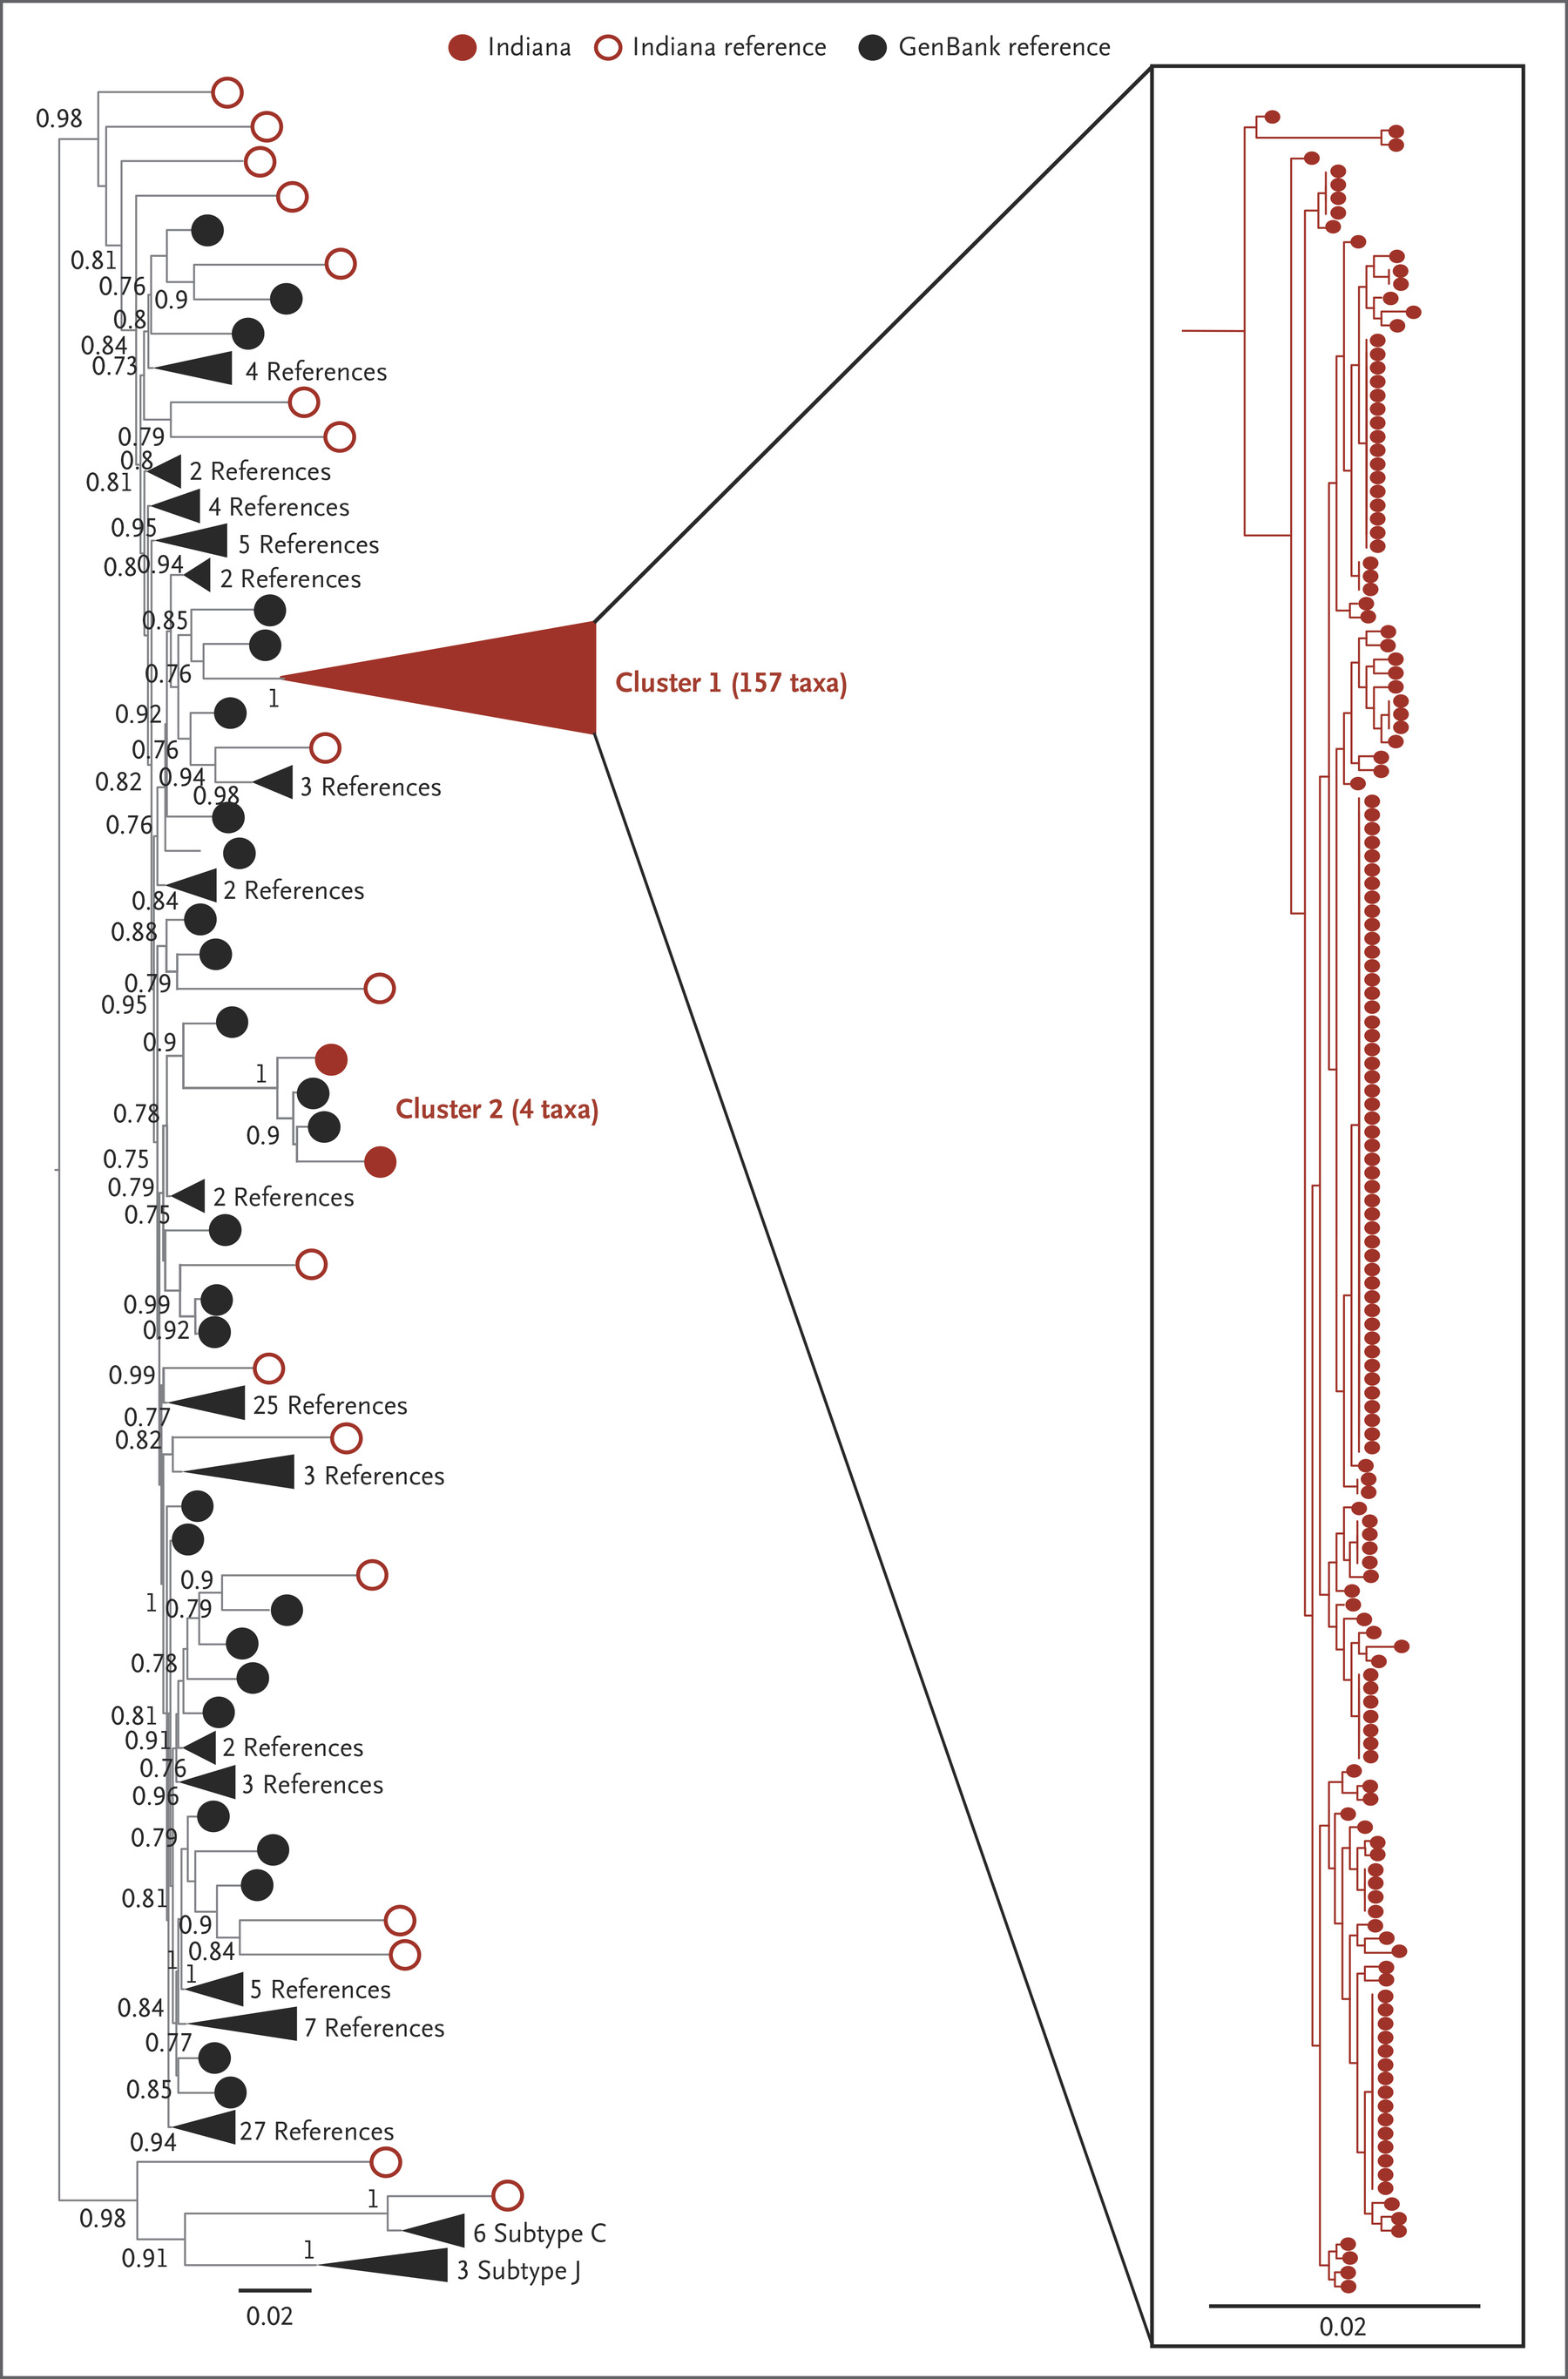 Indiana
Indiana reference
GenBank reference
0.98
0.81
0.76
0.9
0.8
0.84
0.73
4 References
0.79
0.8
2 References
0.81
4 References
0.95
5 References
0.80
0.94
2 References
0.85
0.76
1
Cluster 1 (157 taxa)
0.92
0.76
0.94
0.82
3 References
0.98
0.76
2 References
0.84
0.88
0.79
0.95
0.9
1
Cluster 2 (4 taxa)
0.78
0.9
0.75
0.79
2 References
0.75
0.99
0.92
0.99
25 References
0.77
0.82
3 References
0.9
1
0.79
0.78
0.81
0.91
2 References
0.76
3 References
0.96
0.79
0.81
0.9
0.84
1
1
5 References
0.84
7 References
0.77
0.85
27 References
0.94
1
0.98
6 Subtype C
0.91
1
3 Subtype J
0.02
0.02